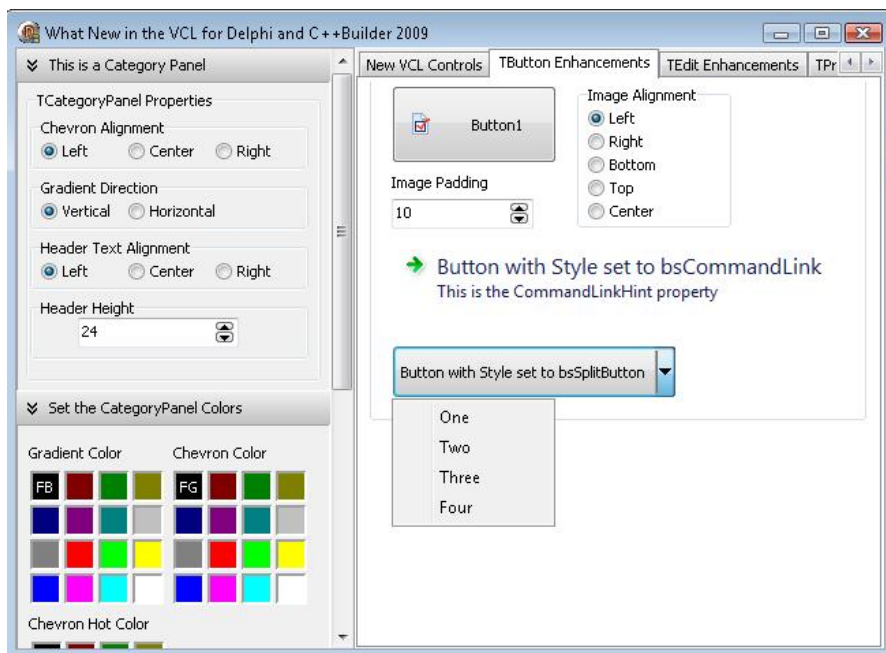 What New in the VCL for Delphi and C++Builder 2009
This is a Category Panel
TCategoryPanel Properties
Chevron Alignment
Left Center Right
Gradient Direction
Vertical Horizontal
Header Text Alignment
Left Center Right
Header Height
24
Set the CategoryPanel Colors
Gradient Color Chevron Color
FB FG
Chevron Hot Color
New VCL Controls TButton Enhancements TEdit Enhancements TPr
Button1
Image Alignment
Left
Right
Bottom
Top
Center
Image Padding
10
Button with Style set to bsCommandLink
This is the CommandLinkHint property
Button with Style set to bsSplitButton
One
Two
Three
Four